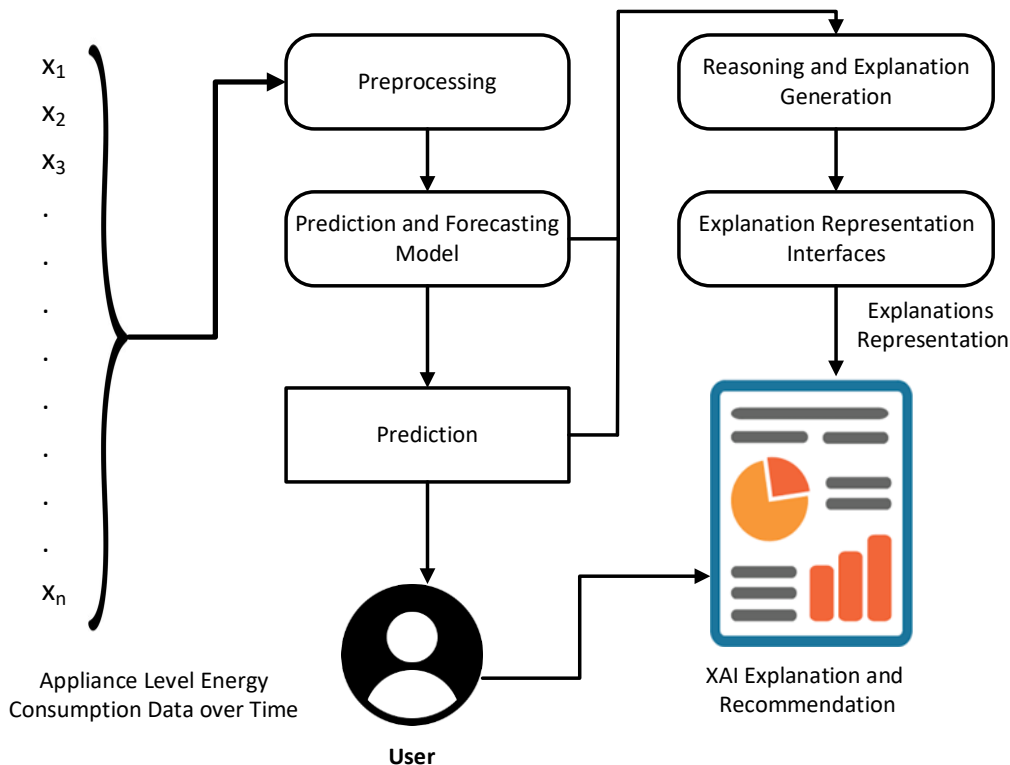 x₁
x₂
x₃
.
.
.
.
.
.
.
.
xₙ
Appliance Level Energy
Consumption Data over Time
Preprocessing
Prediction and Forecasting
Model
Prediction
User
Reasoning and Explanation
Generation
Explanation Representation
Interfaces
Explanations
Representation
XAI Explanation and
Recommendation